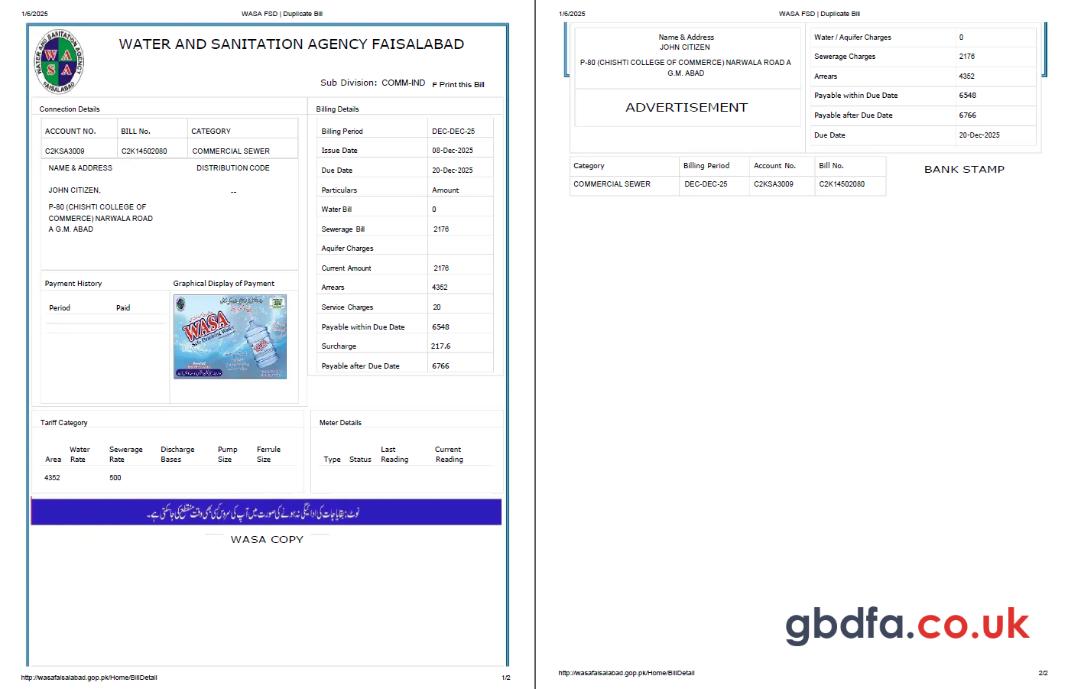 1/6/2025
WASA FSD | Duplicate Bill
WATER AND SANITATION AGENCY FAISALABAD
WATER AND SANITATION AGENCY
W A
S A
FAISALABAD
Sub Division: COMM-IND
F Print this Bill
Connection Details
ACCOUNT NO. BILL No. CATEGORY
C2KSA3009 C2K14502080 COMMERCIAL SEWER
NAME & ADDRESS DISTRIBUTION CODE
JOHN CITIZEN, --
P-80 (CHISHTI COLLEGE OF
COMMERCE) NARWALA ROAD
A G.M. ABAD
Payment History
Period Paid
Graphical Display of Payment
WASA
Safe Drinking Water
WASA
Billing Details
Billing Period DEC-DEC-25
Issue Date 08-Dec-2025
Due Date 20-Dec-2025
Particulars Amount
Water Bill 0
Sewerage Bill 2176
Aquifer Charges
Current Amount 2176
Arrears 4352
Service Charges 20
Payable within Due Date 6548
Surcharge 217.6
Payable after Due Date 6766
Tariff Category
Area Water Rate Sewerage Rate Discharge Bases Pump Size Ferrule Size
4352 500
Meter Details
Type Status Last Reading Current Reading
نوٹ: بقایا جات کی ادائیگی نہ ہونے کی صورت میں آپ کی سروس کسی بھی وقت منقطع کی جا سکتی ہے۔
WASA COPY
http://wasafaisalabad.gop.pk/Home/BillDetail
1/2
1/6/2025
WASA FSD | Duplicate Bill
Name & Address
JOHN CITIZEN
P-80 (CHISHTI COLLEGE OF COMMERCE) NARWALA ROAD A
G.M. ABAD
ADVERTISEMENT
Water / Aquifer Charges 0
Sewerage Charges 2176
Arrears 4352
Payable within Due Date 6548
Payable after Due Date 6766
Due Date 20-Dec-2025
Category Billing Period Account No. Bill No.
COMMERCIAL SEWER DEC-DEC-25 C2KSA3009 C2K14502080
BANK STAMP
gbdfa.co.uk
http://wasafaisalabad.gop.pk/Home/BillDetail
2/2